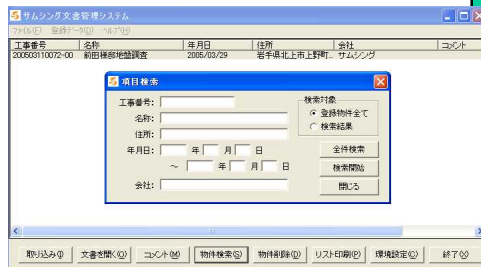 サムシング文書管理システム
ファイル(F) 登録データ(D) ヘルプ(H)
工事番号 名称 年月日 住所 会社 コメント
200503110072-00 前田様邸地盤調査 2005/03/29 岩手県北上市上野町... サムシング
項目検索
工事番号:
名称:
住所:
年月日: 年 月 日
~ 年 月 日
会社:
検索対象
登録物件全て
検索結果
全件検索
検索開始
閉じる
取り込み(I) 文書を開く(O) コメント(M) 物件検索(S) 物件削除(D) リスト印刷(P) 環境設定(C) 終了(X)